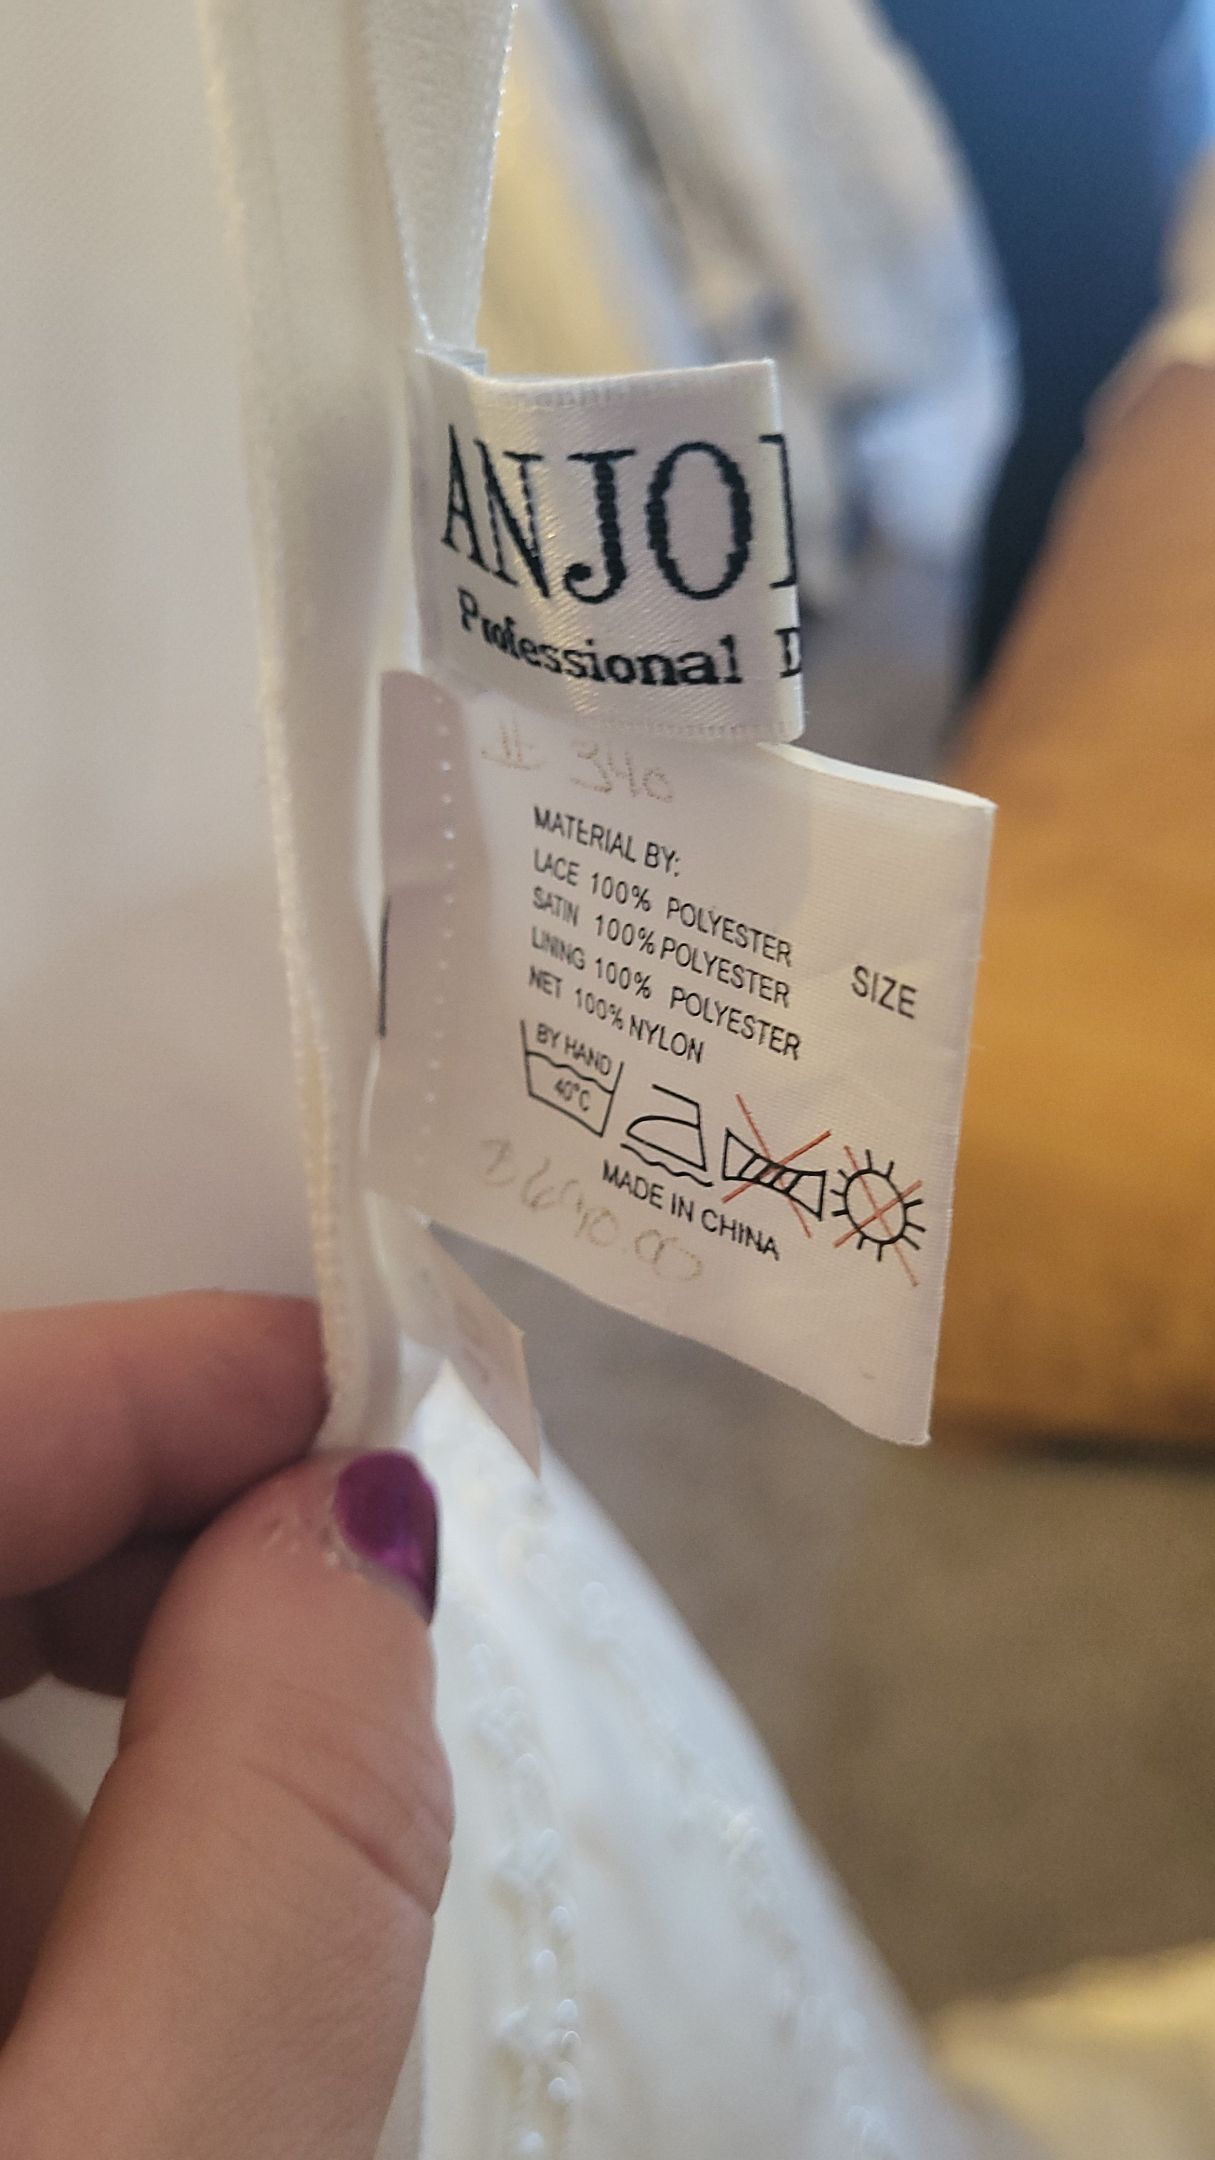 ANJO
Professional
# 340
MATERIAL BY:
LACE 100% POLYESTER
SATIN 100% POLYESTER
LINING 100% POLYESTER
NET 100% NYLON
SIZE
BY HAND
40°C
MADE IN CHINA